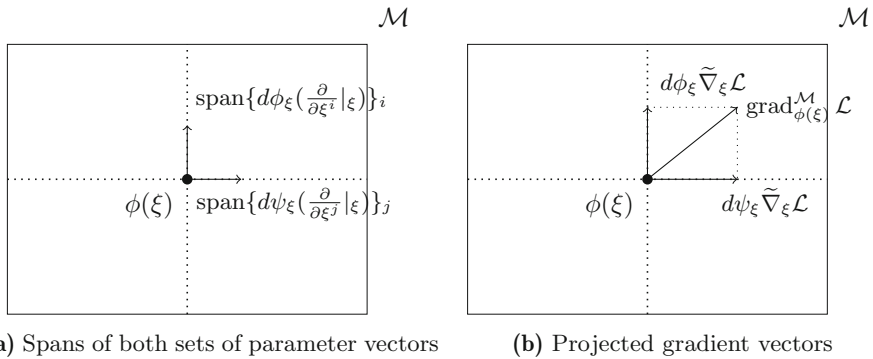 M M
span{dϕ_ξ(∂/∂ξ^i|_ξ)}_i
ϕ(ξ)
span{dψ_ξ(∂/∂ξ^j|_ξ)}_j
dϕ_ξ ∇̃_ξ L
grad^M_{ϕ(ξ)} L
ϕ(ξ)
dψ_ξ ∇̃_ξ L
a) Spans of both sets of parameter vectors
(b) Projected gradient vectors